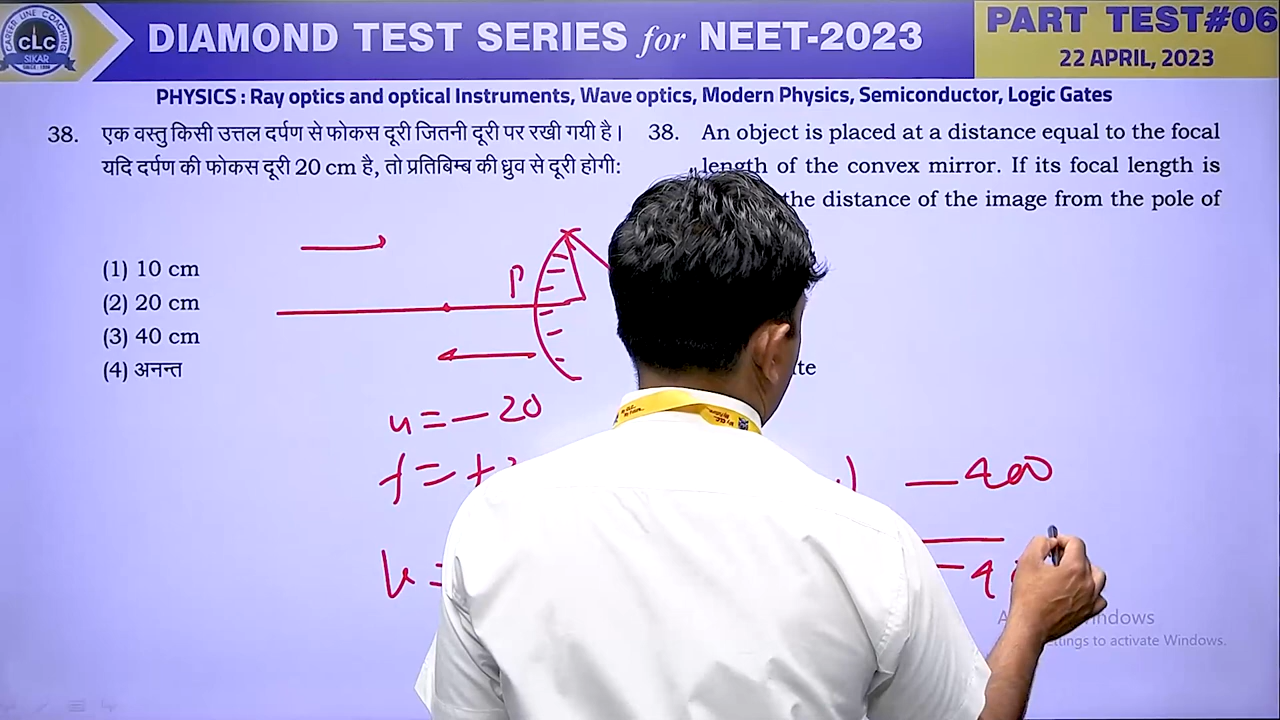 CAREER LINE COACHING
CLC
SIKAR
DIAMOND TEST SERIES for NEET-2023
PART TEST#06
22 APRIL, 2023
PHYSICS : Ray optics and optical Instruments, Wave optics, Modern Physics, Semiconductor, Logic Gates
38. एक वस्तु किसी उत्तल दर्पण से फोकस दूरी जितनी दूरी पर रखी गयी है।
यदि दर्पण की फोकस दूरी 20 cm है, तो प्रतिबिम्ब की ध्रुव से दूरी होगी:
(1) 10 cm
(2) 20 cm
(3) 40 cm
(4) अनन्त
38. An object is placed at a distance equal to the focal
length of the convex mirror. If its focal length is
the distance of the image from the pole of
P
u = -20
f = +
- 400